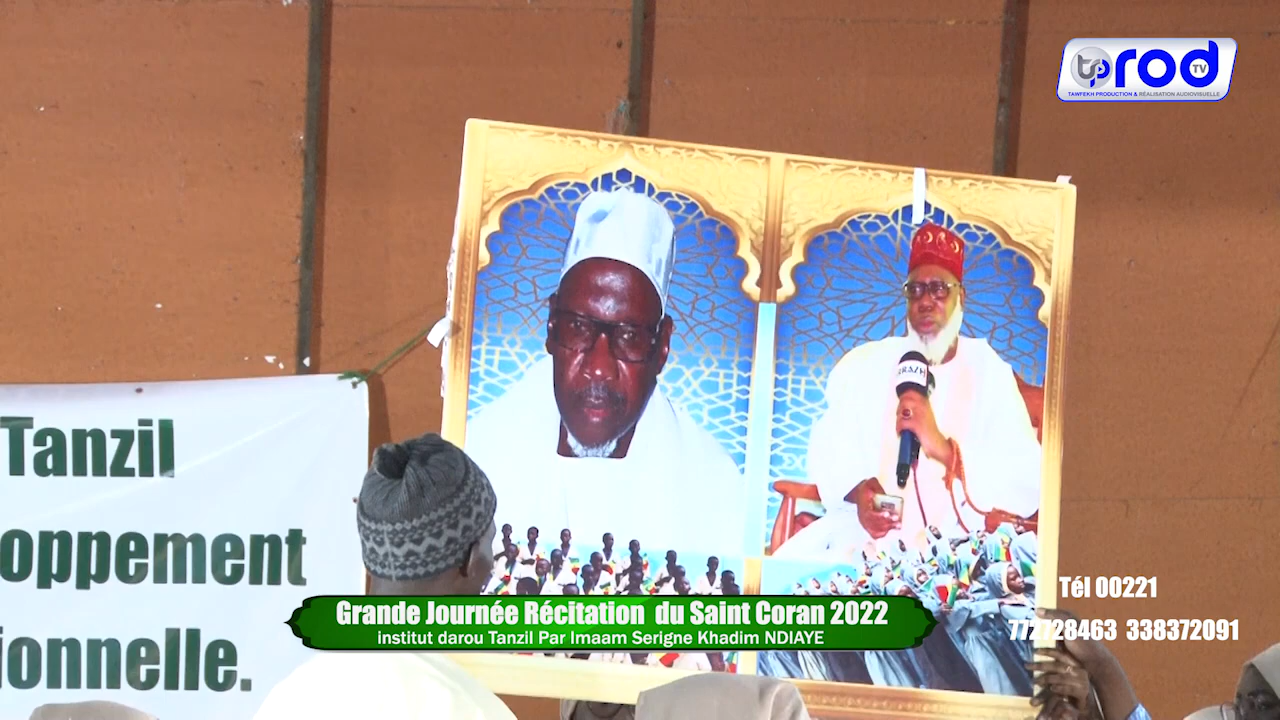 prod TV
TAWFEKH PRODUCTION & RÉALISATION AUDIOVISUELLE
Tanzil
oppement
ionnelle.
Grande Journée Récitation du Saint Coran 2022
institut darou Tanzil Par Imaam Serigne Khadim NDIAYE
Tél 00221
772728463 338372091